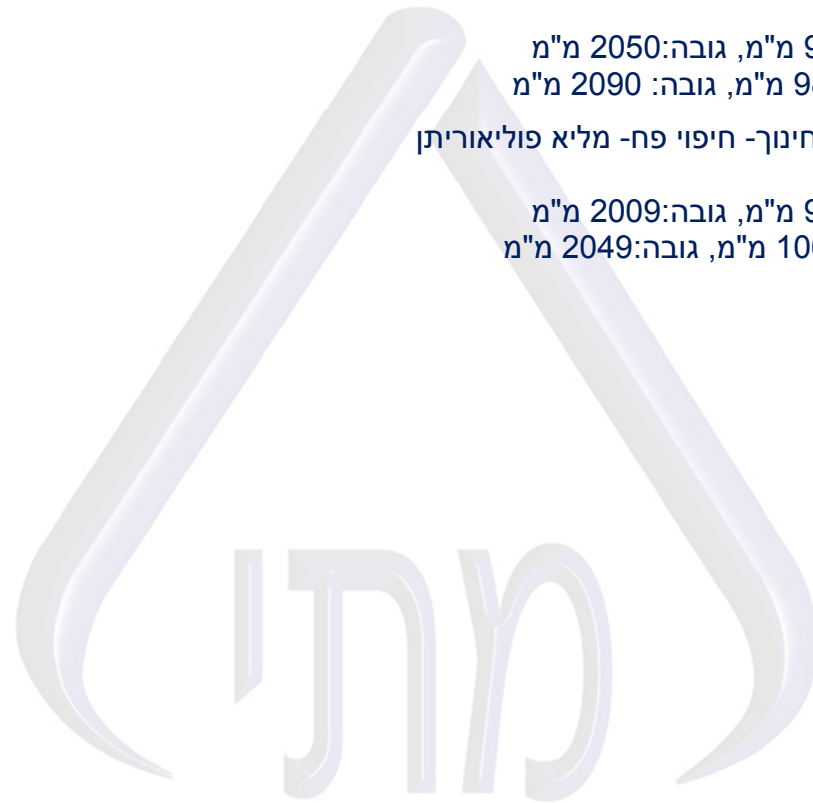 מ"מ, גובה:2050 מ"מ
מ"מ, גובה: 2090 מ"מ
חינוך- חיפוי פח- מליא פוליאוריתן
מ"מ, גובה:2009 מ"מ
מ"מ, גובה:2049 מ"מ
מתי